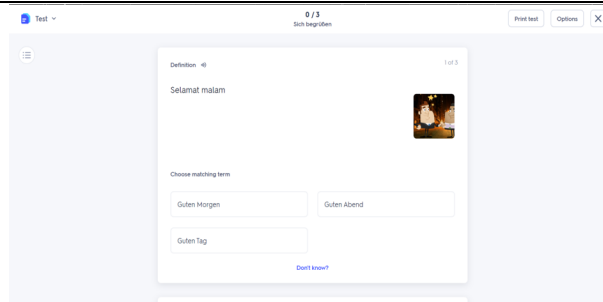 Test
0 / 3
Sich begrüßen
Print test
Options
Definition
1 of 3
Selamat malam
Choose matching term
Guten Morgen
Guten Abend
Guten Tag
Don't know?